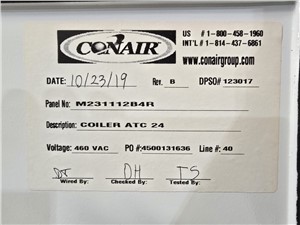 CONAIR
US # 1-800-458-1960
INT'L # 1-814-437-6861
www.conairgroup.com
DATE: 10/23/19 REV. B DPSO# 123017
Panel No: M231112B4R
Description: COILER ATC 24
Voltage: 460 VAC PO #: 4500131636 Line #: 40
DT DH TS
Wired By: Checked By: Tested By: